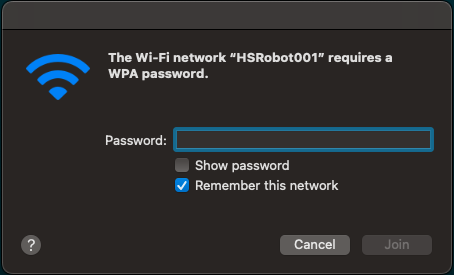 The Wi-Fi network “HSRobot001” requires a
WPA password.
Password:
Show password
Remember this network
?
Cancel
Join